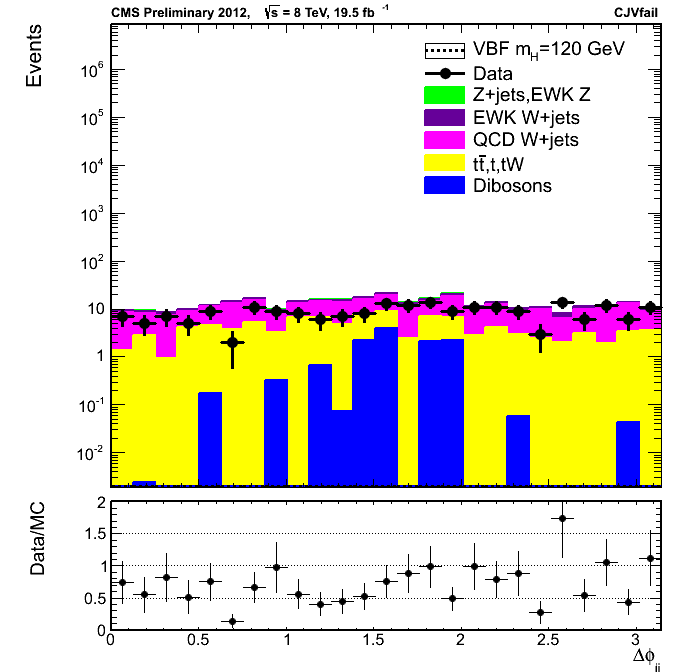 CMS Preliminary 2012, √s = 8 TeV, 19.5 fb⁻¹ CJVfail
Events
VBF m_H=120 GeV
Data
Z+jets,EWK Z
EWK W+jets
QCD W+jets
tt̄,t,tW
Dibosons
10⁶
10⁵
10⁴
10³
10²
10
1
10⁻¹
10⁻²
Data/MC
2
1.5
1
0.5
0
0 0.5 1 1.5 2 2.5 3
Δϕ_jj